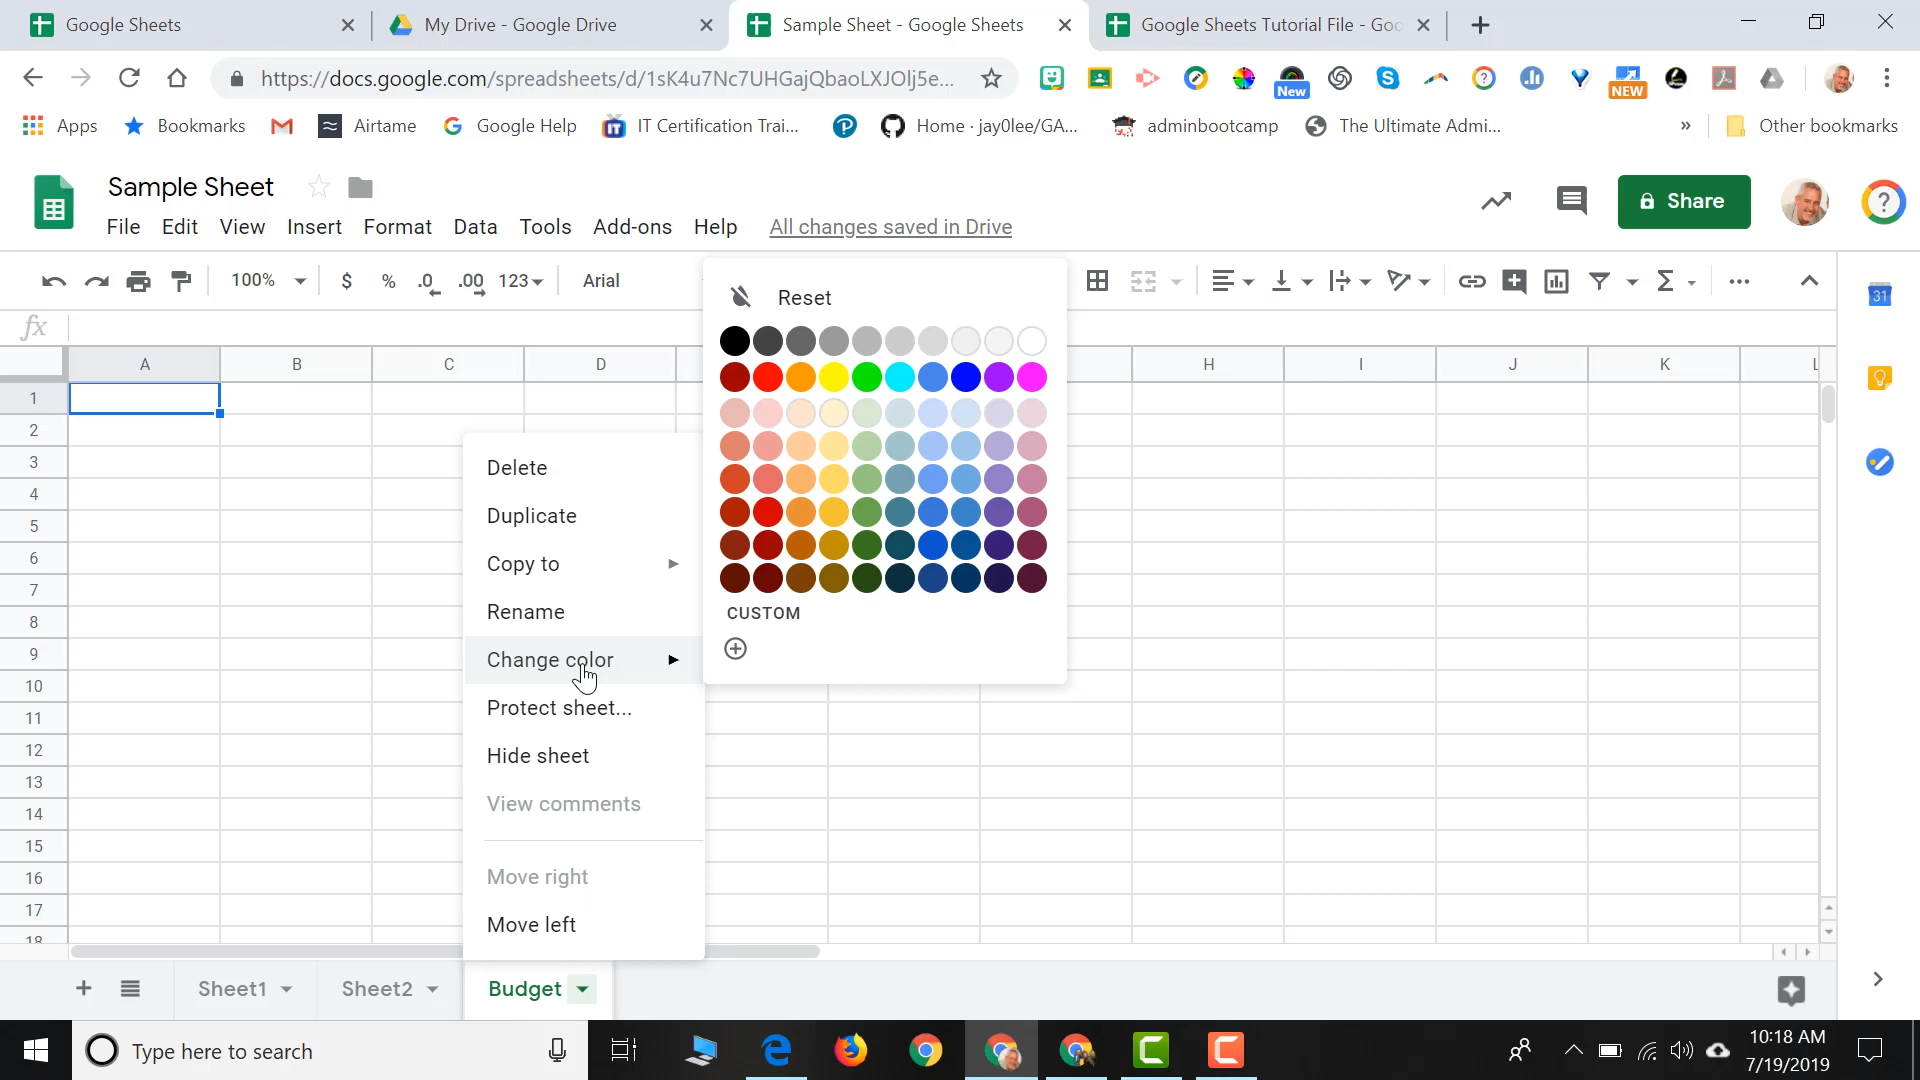 Google Sheets
My Drive - Google Drive
Sample Sheet - Google Sheets
Google Sheets Tutorial File - Goo
https://docs.google.com/spreadsheets/d/1sK4u7Nc7UHGajQbaoLXJOlj5e...
New
NEW
Apps
Bookmarks
Airtame
Google Help
IT Certification Trai...
Home · jay0lee/GA...
adminbootcamp
The Ultimate Admi...
»
Other bookmarks
Sample Sheet
Share
File Edit View Insert Format Data Tools Add-ons Help All changes saved in Drive
100% $ % .0 .00 123 Arial
31
Reset
fx
A B C D H I J K L
1
2
3
4
5
6
7
8
9
10
11
12
13
14
15
16
17
18
Delete
Duplicate
Copy to
Rename
Change color
Protect sheet...
Hide sheet
View comments
Move right
Move left
CUSTOM
Sheet1
Sheet2
Budget
Type here to search
10:18 AM
7/19/2019